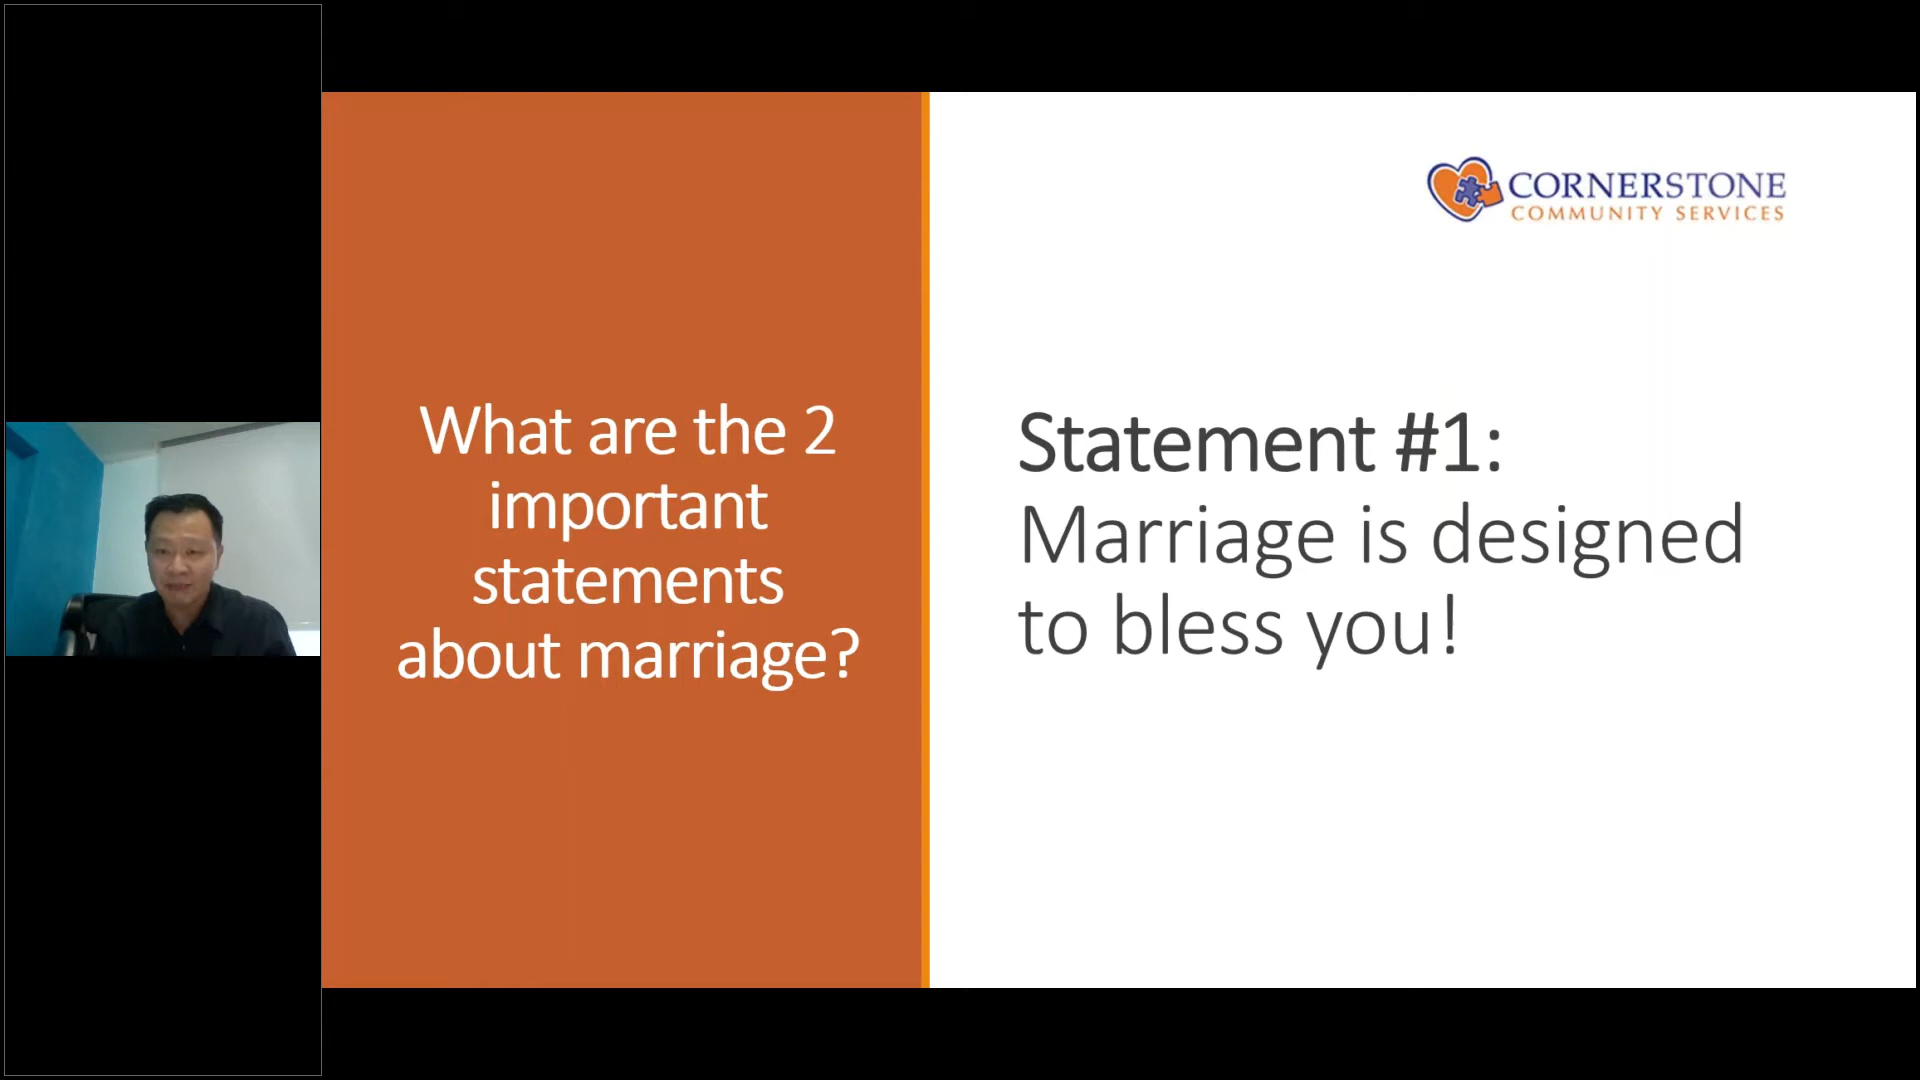 What are the 2
important
statements
about marriage?
CORNERSTONE
COMMUNITY SERVICES
Statement #1:
Marriage is designed
to bless you!